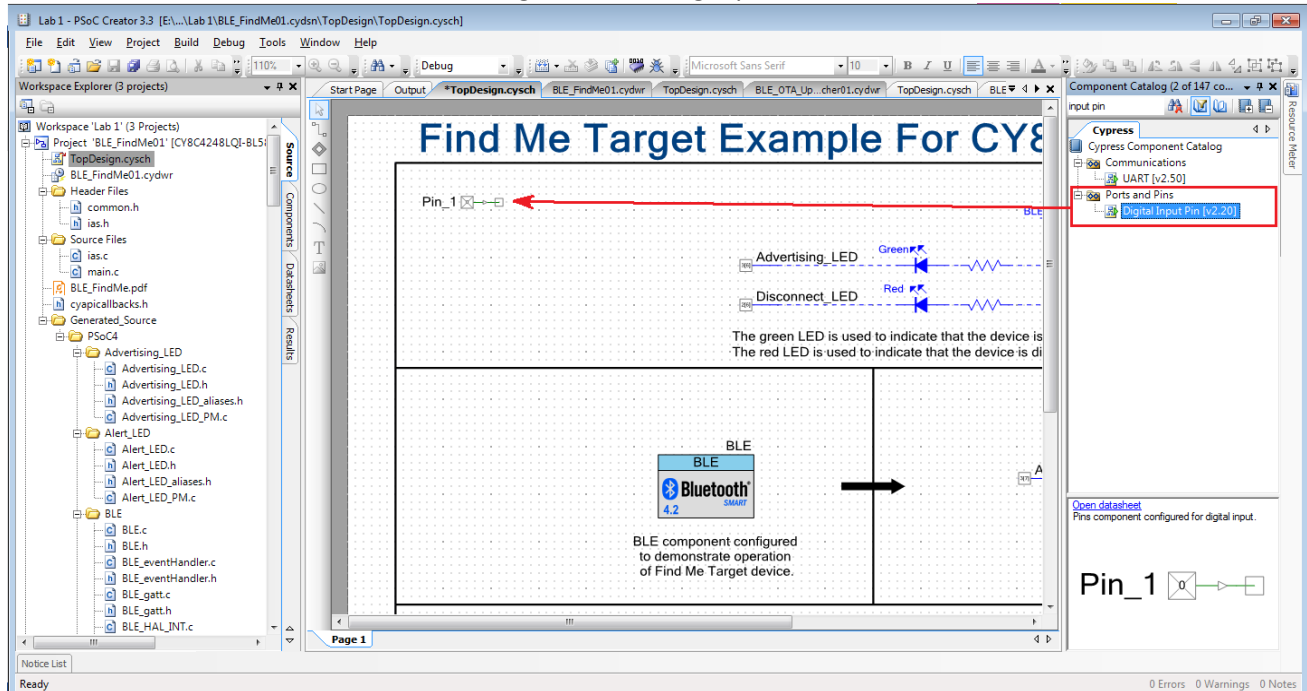 Lab 1 - PSoC Creator 3.3 [E:\...\Lab 1\BLE_FindMe01.cydsn\TopDesign\TopDesign.cysch]
File Edit View Project Build Debug Tools Window Help
110% Debug Microsoft Sans Serif 10 B I U A
Workspace Explorer (3 projects)
Start Page Output *TopDesign.cysch BLE_FindMe01.cydwr TopDesign.cysch BLE_OTA_Up...cher01.cydwr TopDesign.cysch BLE
Component Catalog (2 of 147 co...
input pin
Workspace 'Lab 1' (3 Projects)
Project 'BLE_FindMe01' [CY8C4248LQI-BL5
TopDesign.cysch
BLE_FindMe01.cydwr
Header Files
common.h
ias.h
Source Files
ias.c
main.c
BLE_FindMe.pdf
cyapicallbacks.h
Generated_Source
PSoC4
Advertising_LED
Advertising_LED.c
Advertising_LED.h
Advertising_LED_aliases.h
Advertising_LED_PM.c
Alert_LED
Alert_LED.c
Alert_LED.h
Alert_LED_aliases.h
Alert_LED_PM.c
BLE
BLE.c
BLE.h
BLE_eventHandler.c
BLE_eventHandler.h
BLE_gatt.c
BLE_gatt.h
BLE_HAL_INT.c
Source
Components
Datasheets
Results
T
Find Me Target Example For CY8
Pin_1
BLE
Advertising_LED
Green
Disconnect_LED
Red
The green LED is used to indicate that the device is
The red LED is used to indicate that the device is di
BLE
BLE
Bluetooth
SMART
4.2
BLE component configured
to demonstrate operation
of Find Me Target device.
A
Page 1
Cypress
Cypress Component Catalog
Communications
UART [v2.50]
Ports and Pins
Digital Input Pin [v2.20]
Resource Meter
Open datasheet
Pins component configured for digital input.
Pin_1 0
Notice List
Ready
0 Errors 0 Warnings 0 Notes